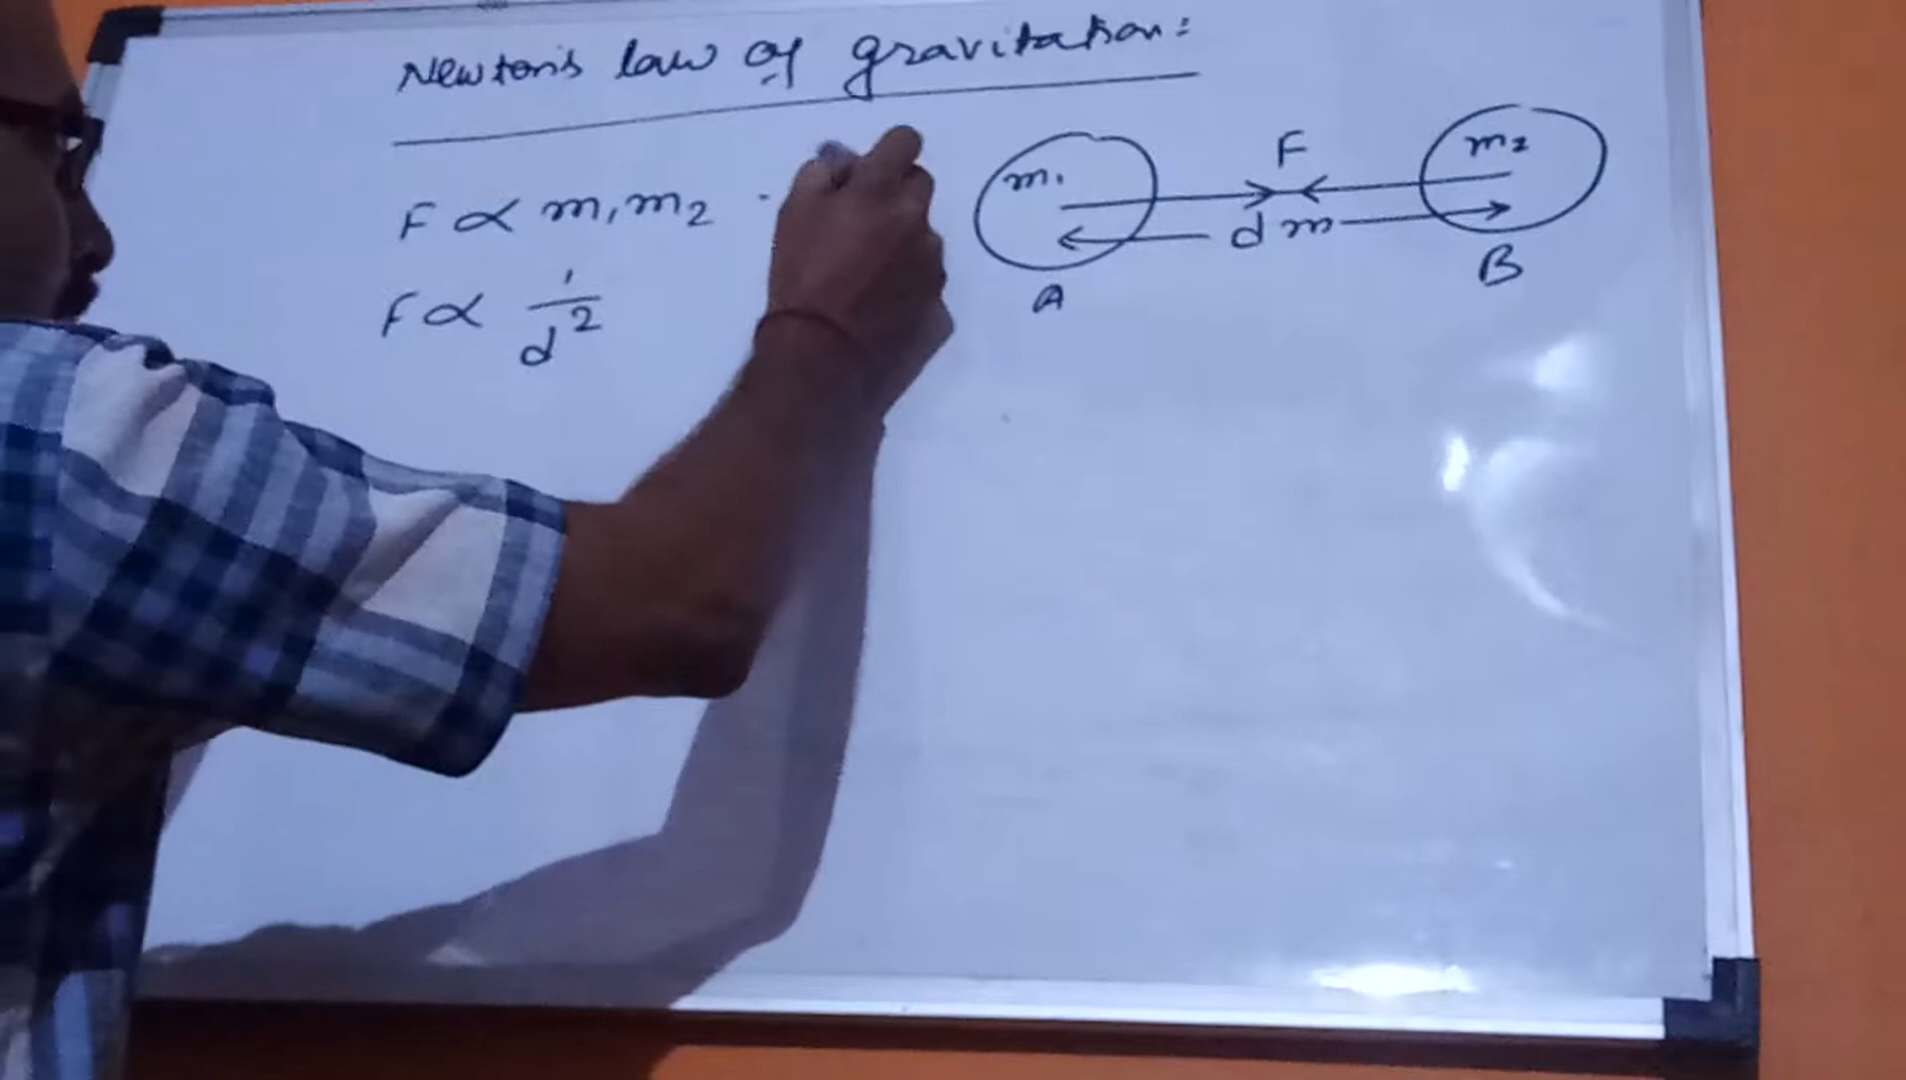 Newton's law of gravitation:
F ∝ m₁m₂
F ∝ 1/d²
m₁
F
m₂
d m
A
B